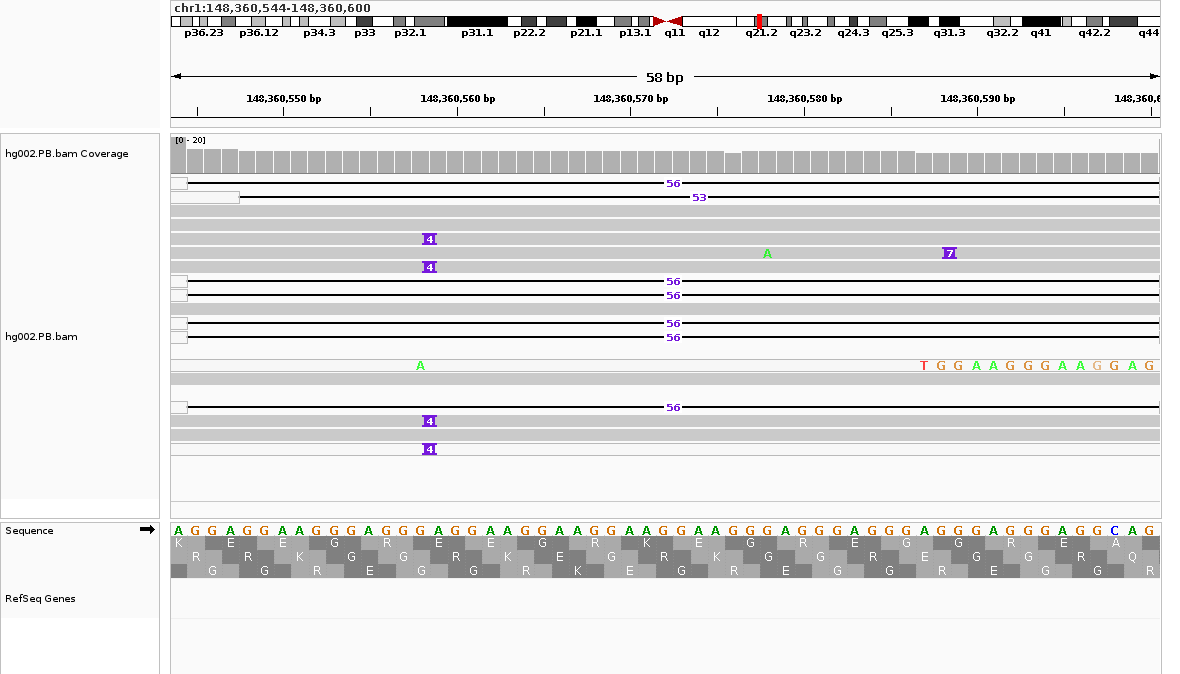 chr1:148,360,544-148,360,600
p36.23 p36.12 p34.3 p33 p32.1 p31.1 p22.2 p21.1 p13.1 q11 q12 q21.2 q23.2 q24.3 q25.3 q31.3 q32.2 q41 q42.2 q44
58 bp
148,360,550 bp 148,360,560 bp 148,360,570 bp 148,360,580 bp 148,360,590 bp 148,360,6
[0 - 20]
hg002.PB.bam Coverage
56
53
4
A 7
4
56
56
56
hg002.PB.bam 56
A T G G A A G G G A A G G A G
56
4
4
Sequence A G G A G G A A G G G A G G G A G G A A G G A A G G A A G G A A G G G A G G G A G G G A G G G A G G G A G G C A G
K E E G R E E G R K E G R E G G R E A
R R K G G R K E G R K G G R E G G R Q
G G R E G G R K E G R E G G R E G G R
RefSeq Genes